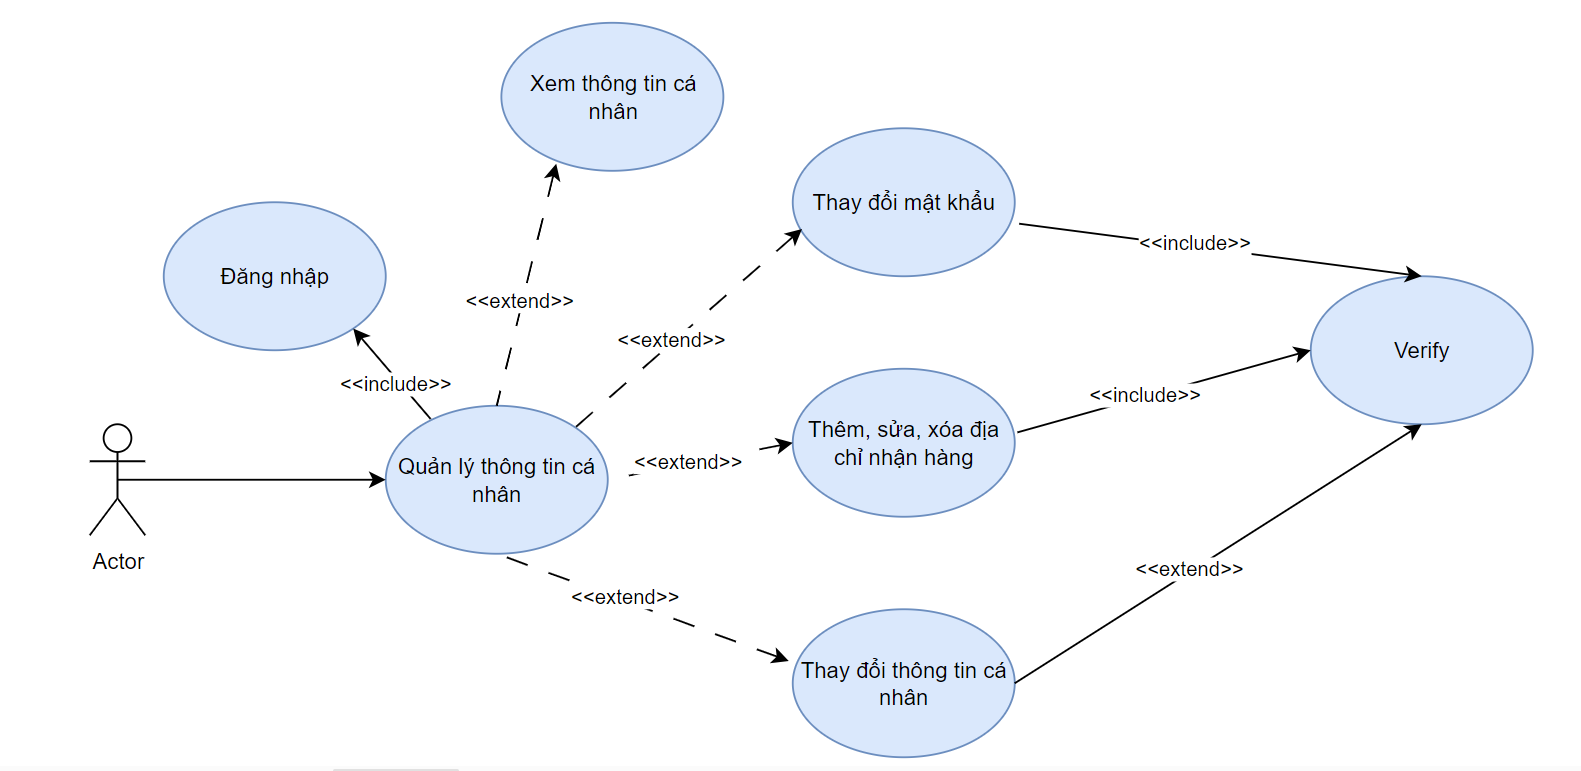 Xem thông tin cá
nhân
Thay đổi mật khẩu
<<include>>
Đăng nhập
<<extend>>
<<extend>>
Verify
<<include>>
<<include>>
Thêm, sửa, xóa địa
chỉ nhận hàng
Quản lý thông tin cá
nhân
<<extend>>
Actor
<<extend>>
<<extend>>
Thay đổi thông tin cá
nhân